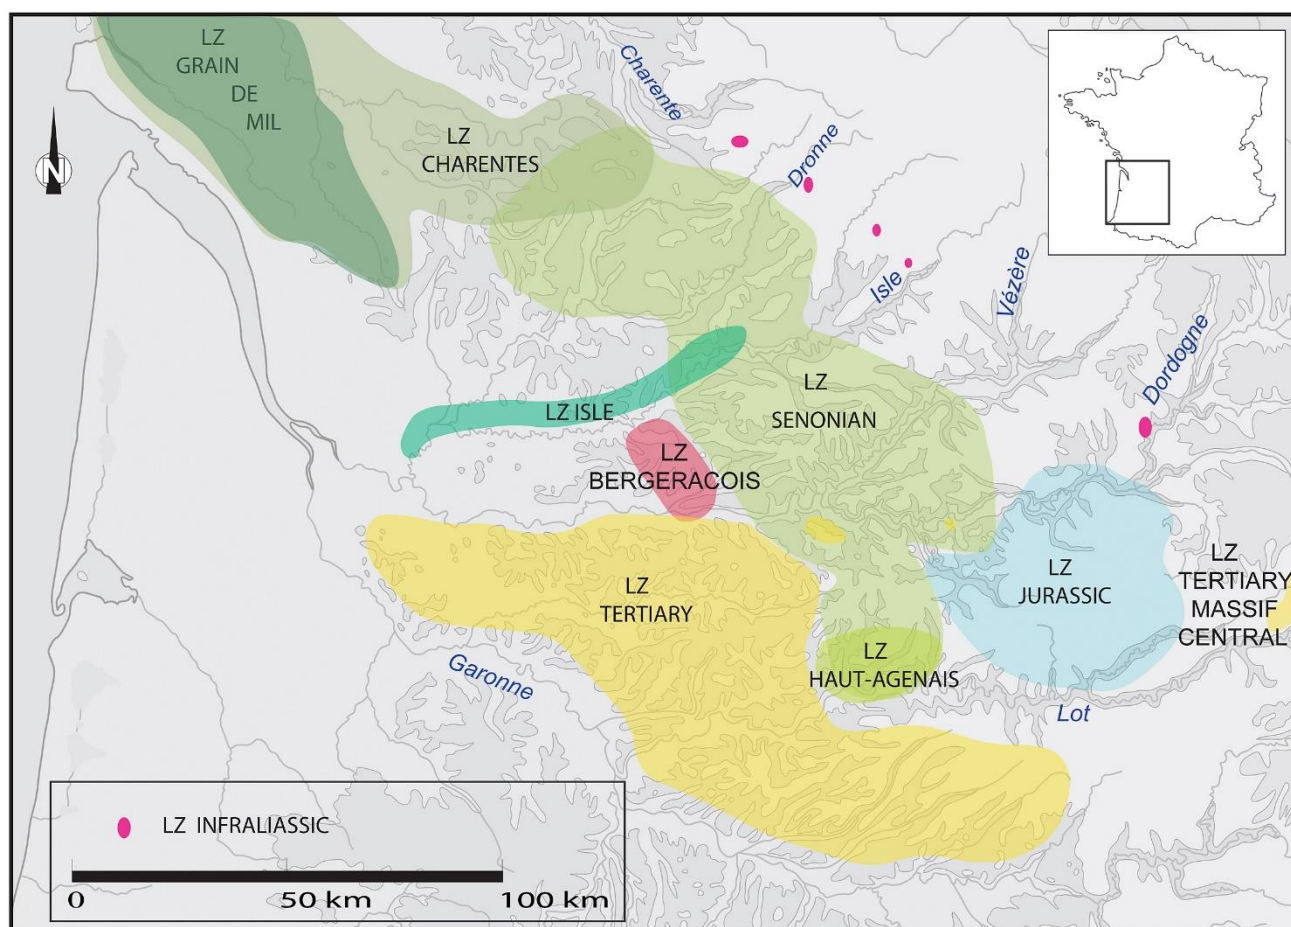 LZ
GRAIN
DE
MIL
LZ
CHARENTES
Charente
Dronne
Isle
Vézère
Dordogne
N
LZ ISLE
LZ
SENONIAN
LZ
BERGERACOIS
LZ
TERTIARY
LZ
JURASSIC
LZ
TERTIARY
MASSIF
CENTRAL
LZ
HAUT-AGENAIS
Garonne
Lot
LZ INFRALIASSIC
0 50 km 100 km